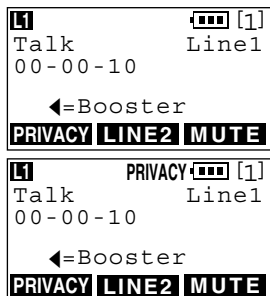 L1 [1]
Talk Line1
00-00-10
◀=Booster
PRIVACY LINE2 MUTE
L1 PRIVACY [1]
Talk Line1
00-00-10
◀=Booster
PRIVACY LINE2 MUTE